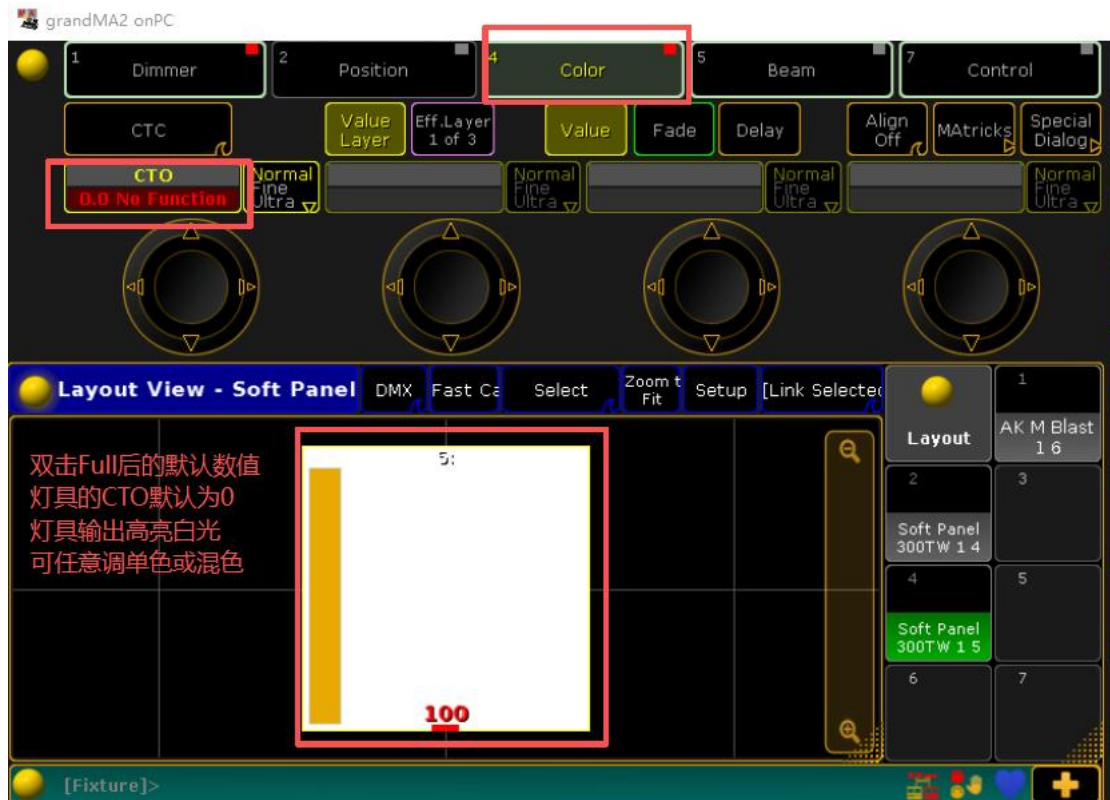 grandMA2 onPC
1 Dimmer
2 Position
4 Color
5 Beam
7 Control
CTC
Value Layer
Eff.Layer 1 of 3
Value
Fade
Delay
Align Off
MAtricks
Special Dialog
CTO
0.0 No Function
Normal
Fine
Ultra
Normal
Fine
Ultra
Normal
Fine
Ultra
Normal
Fine
Ultra
Layout View - Soft Panel
DMX
Fast Ca
Select
Zoom t
Fit
Setup
[Link Selected
双击Full后的默认数值
灯具的CTO默认为0
灯具输出高亮白光
可任意调单色或混色
5:
100
Layout
1
AK M Blast
1 6
2
Soft Panel
300TW 1 4
3
4
Soft Panel
300TW 1 5
5
6
7
[Fixture]>